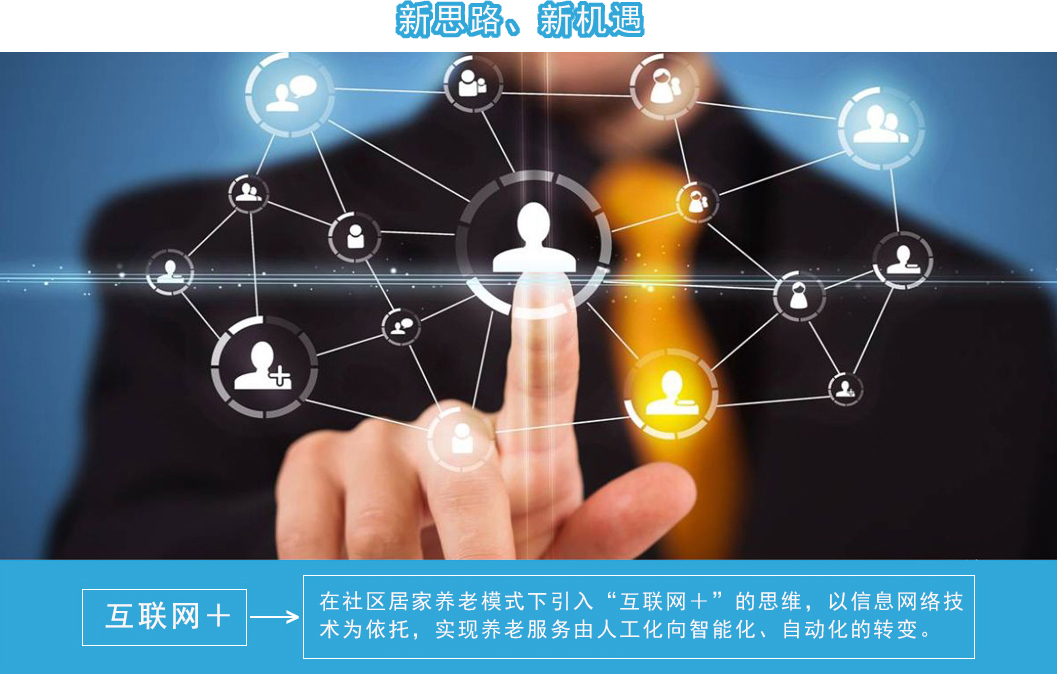 新思路、新机遇
互联网＋
在社区居家养老模式下引入“互联网＋”的思维，以信息网络技
术为依托，实现养老服务由人工化向智能化、自动化的转变。